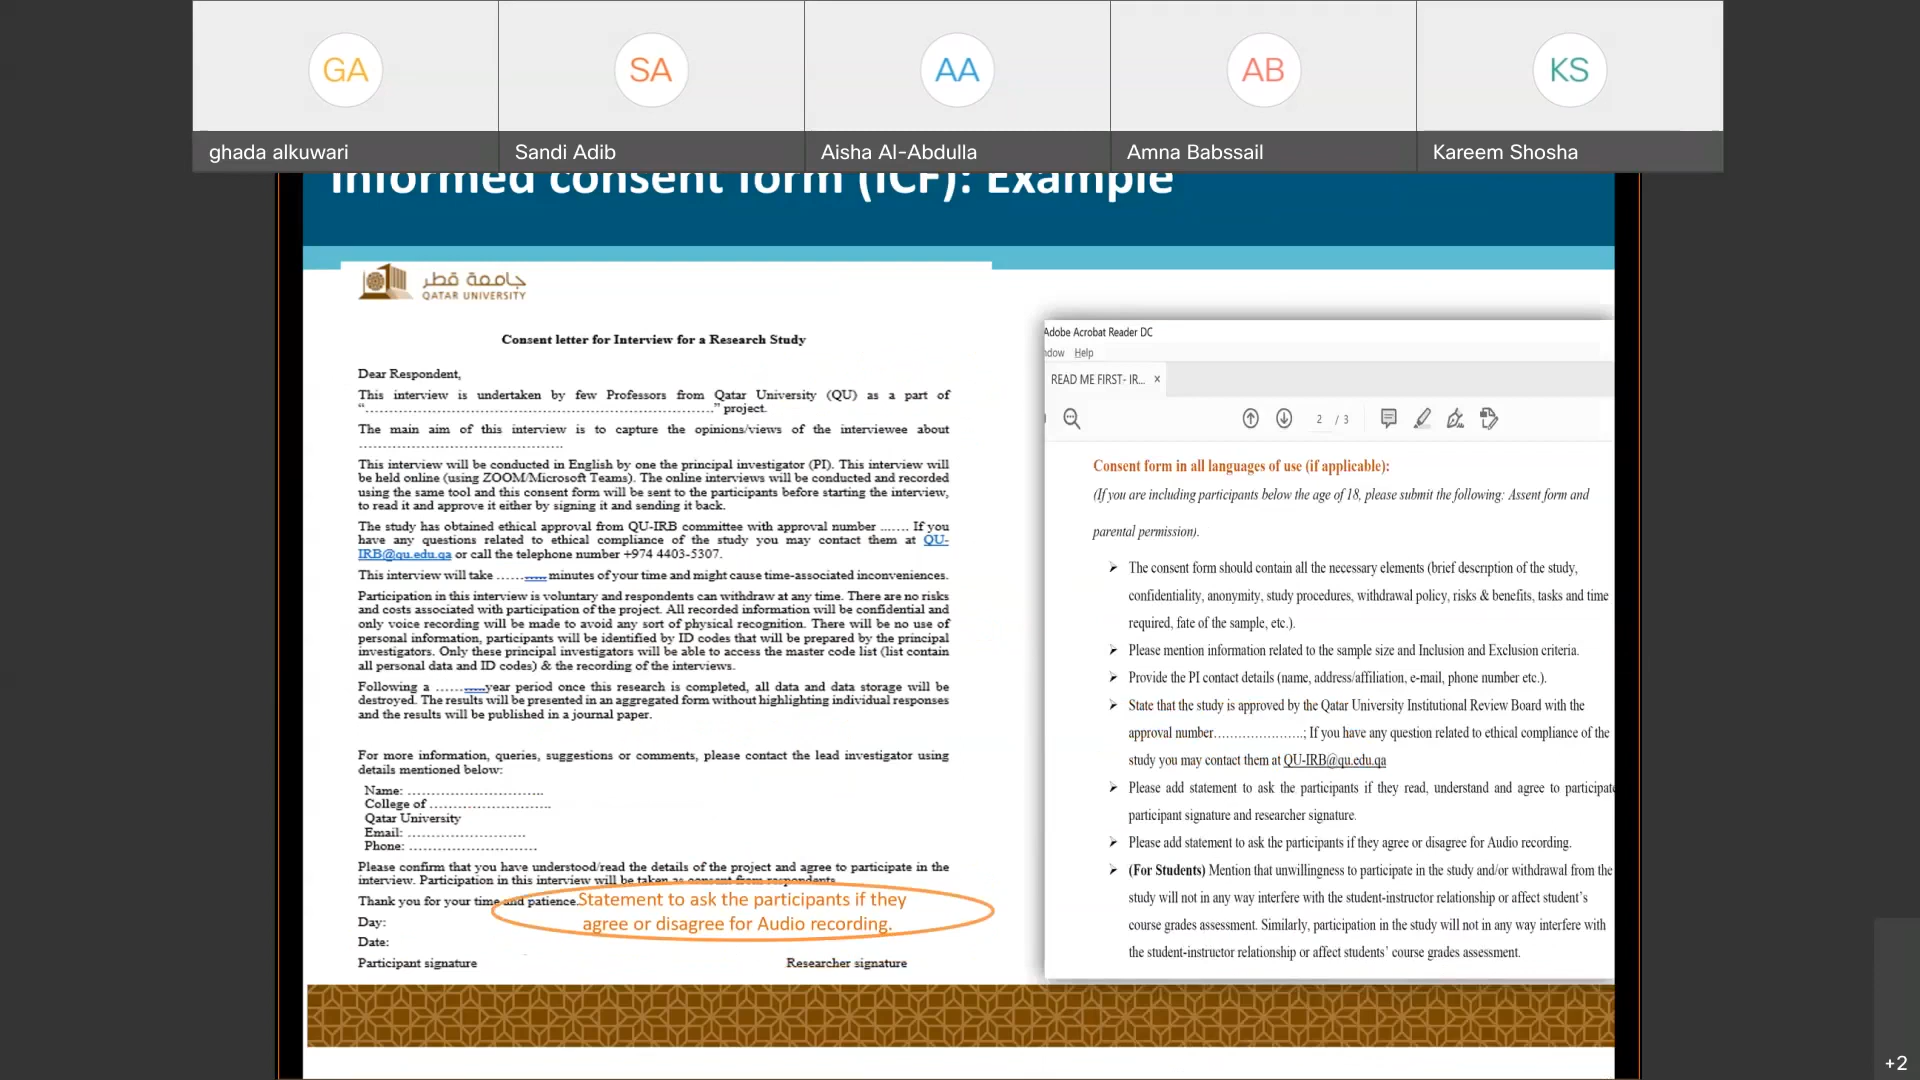 GA
SA
AA
AB
KS
ghada alkuwari
Sandi Adib
Aisha Al-Abdulla
Amna Babssail
Kareem Shosha
Informed consent form (ICF): Example
جامعة قطر
QATAR UNIVERSITY
Consent letter for Interview for a Research Study
Dear Respondent,
This interview is undertaken by few Professors from Qatar University (QU) as a part of
“……………………………………………………………….” project.
The main aim of this interview is to capture the opinions/views of the interviewee about
…………………………………….
This interview will be conducted in English by one the principal investigator (PI). This interview will
be held online (using ZOOM/Microsoft Teams). The online interviews will be conducted and recorded
using the same tool and this consent form will be sent to the participants before starting the interview,
to read it and approve it either by signing it and sending it back.
The study has obtained ethical approval from QU-IRB committee with approval number ……. If you
have any questions related to ethical compliance of the study you may contact them at QU-
IRB@qu.edu.qa or call the telephone number +974 4403-5307.
This interview will take ………. minutes of your time and might cause time-associated inconveniences.
Participation in this interview is voluntary and respondents can withdraw at any time. There are no risks
and costs associated with participation of the project. All recorded information will be confidential and
only voice recording will be made to avoid any sort of physical recognition. There will be no use of
personal information, participants will be identified by ID codes that will be prepared by the principal
investigators. Only these principal investigators will be able to access the master code list (list contain
all personal data and ID codes) & the recording of the interviews.
Following a ……….year period once this research is completed, all data and data storage will be
destroyed. The results will be presented in an aggregated form without highlighting individual responses
and the results will be published in a journal paper.
For more information, queries, suggestions or comments, please contact the lead investigator using
details mentioned below:
Name: ………………………..
College of ……………………..
Qatar University
Email: …………………….
Phone: ………………………
Please confirm that you have understood/read the details of the project and agree to participate in the
interview. Participation in this interview will be taken as consent from respondents.
Thank you for your time and patience.
Statement to ask the participants if they
agree or disagree for Audio recording.
Day:
Date:
Participant signature Researcher signature
Adobe Acrobat Reader DC
ndow Help
READ ME FIRST- IR... ×
2 / 3
Consent form in all languages of use (if applicable):
(If you are including participants below the age of 18, please submit the following: Assent form and
parental permission).
➢ The consent form should contain all the necessary elements (brief description of the study,
confidentiality, anonymity, study procedures, withdrawal policy, risks & benefits, tasks and time
required, fate of the sample, etc.).
➢ Please mention information related to the sample size and Inclusion and Exclusion criteria.
➢ Provide the PI contact details (name, address/affiliation, e-mail, phone number etc.).
➢ State that the study is approved by the Qatar University Institutional Review Board with the
approval number…………………; If you have any question related to ethical compliance of the
study you may contact them at QU-IRB@qu.edu.qa
➢ Please add statement to ask the participants if they read, understand and agree to participate
participant signature and researcher signature.
➢ Please add statement to ask the participants if they agree or disagree for Audio recording.
➢ (For Students) Mention that unwillingness to participate in the study and/or withdrawal from the
study will not in any way interfere with the student-instructor relationship or affect student’s
course grades assessment. Similarly, participation in the study will not in any way interfere with
the student-instructor relationship or affect students’ course grades assessment.
+2